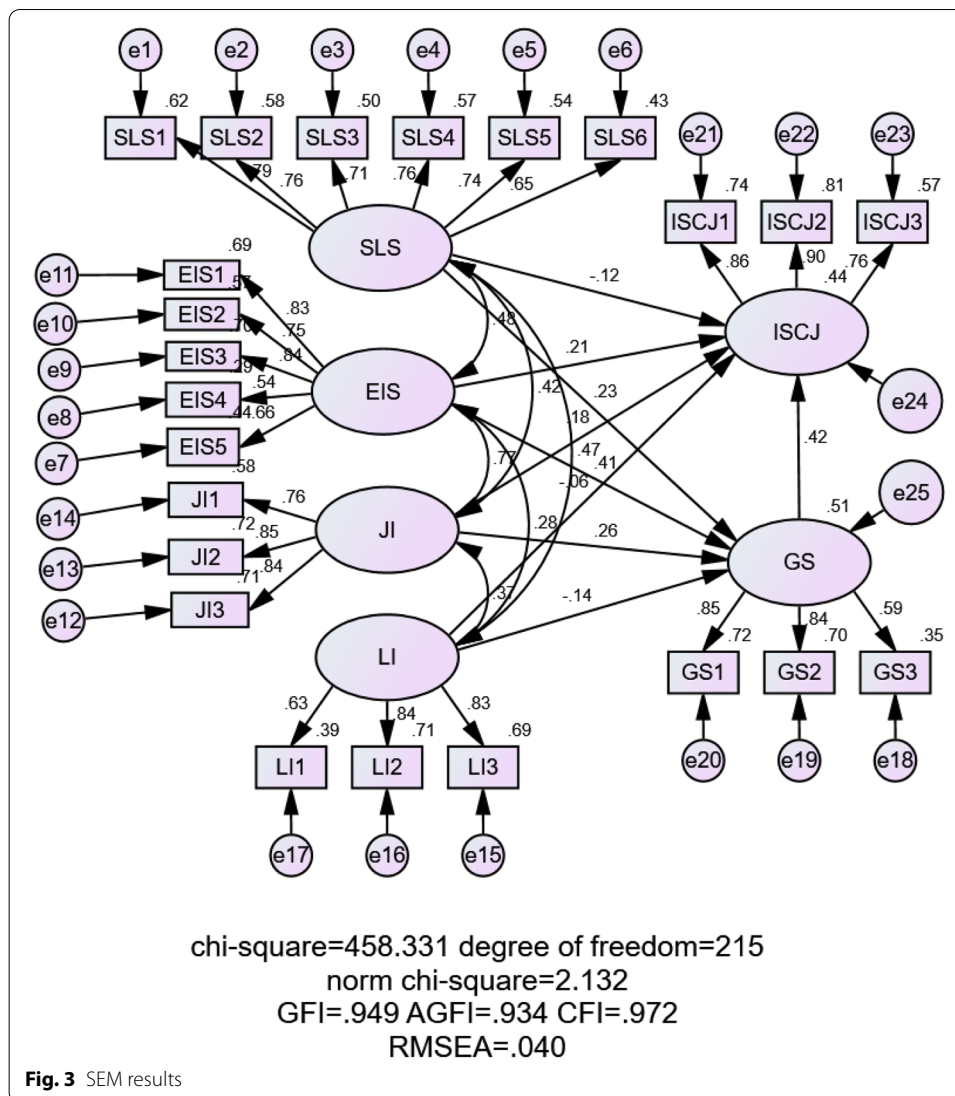 e1 e2 e3 e4 e5 e6
.62 .58 .50 .57 .54 .43
SLS1 SLS2 SLS3 SLS4 SLS5 SLS6
e21 e22 e23
.74 .81 .57
ISCJ1 ISCJ2 ISCJ3
.79 .76 .71 .76 .74 .65
SLS
.86 .90 .44 .76
ISCJ
-.12
.69
e11 EIS1
.57
e10 EIS2
.70
e9 EIS3
.29
e8 EIS4
.44 .66
e7 EIS5
.83
.75
.84
.54
EIS
.48
.21
.42
.23
.18
e24
.42
.58
e14 JI1 .76
.72 .85
e13 JI2
.71 .84
e12 JI3
JI
.77
.47
.41
-.06
.28
.26
.37
-.14
.51
e25
GS
LI
.85 .84 .59
.72 .70 .35
GS1 GS2 GS3
e20 e19 e18
.63 .84 .83
.39 .71 .69
LI1 LI2 LI3
e17 e16 e15
chi-square=458.331 degree of freedom=215
norm chi-square=2.132
GFI=.949 AGFI=.934 CFI=.972
RMSEA=.040
Fig. 3 SEM results